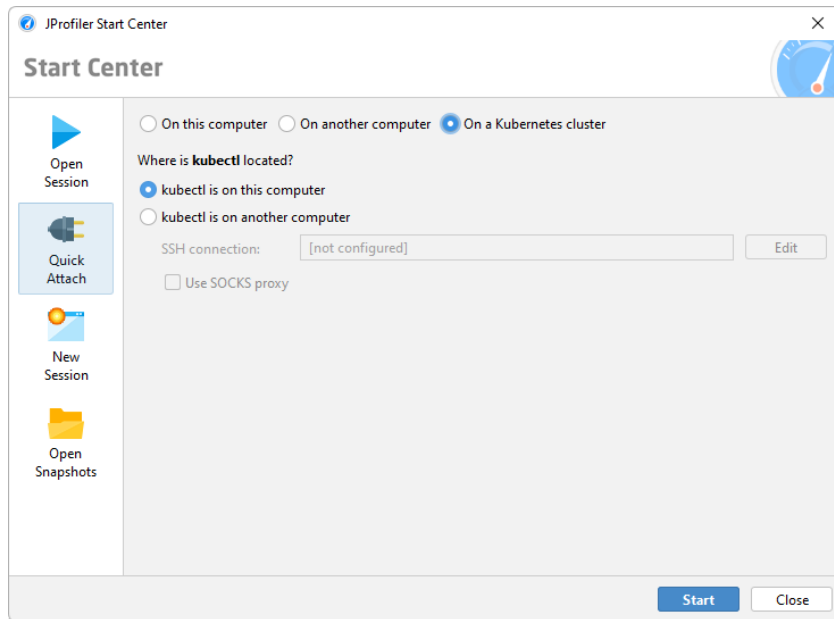 JProfiler Start Center
Start Center
Open
Session
Quick
Attach
New
Session
Open
Snapshots
On this computer On another computer On a Kubernetes cluster
Where is kubectl located?
kubectl is on this computer
kubectl is on another computer
SSH connection: [not configured] Edit
Use SOCKS proxy
Start Close